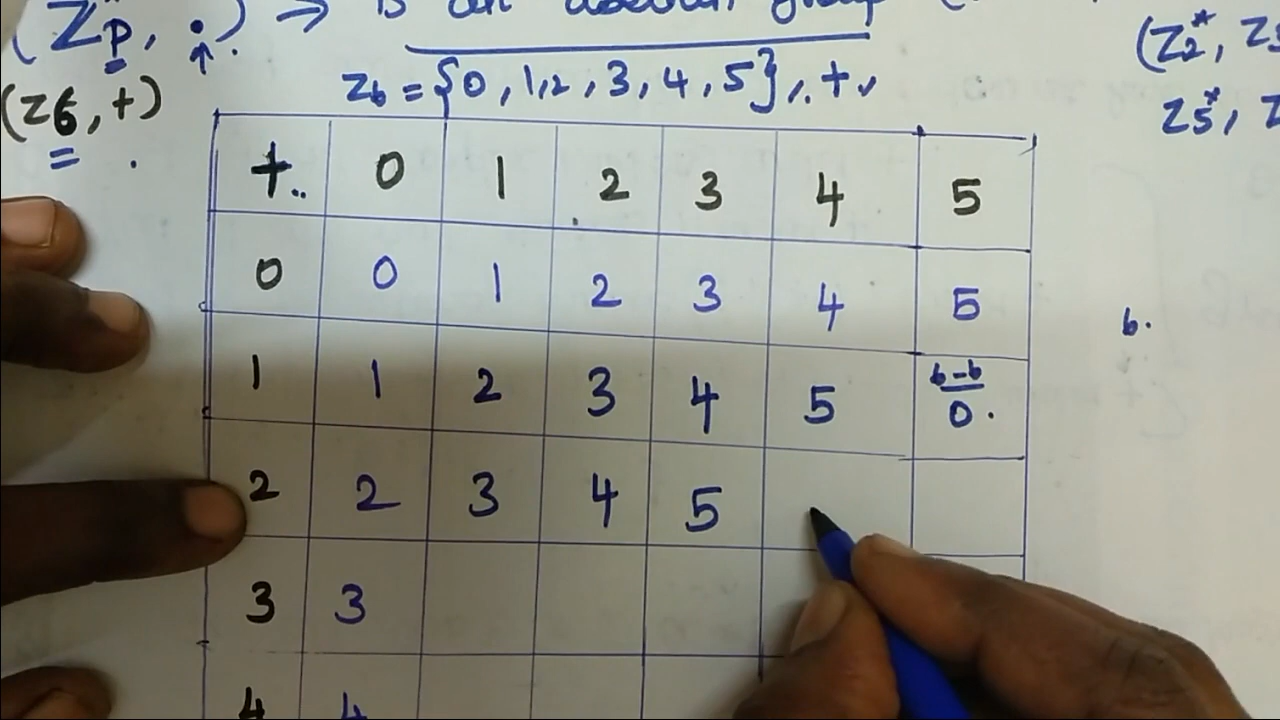 (Zp, •) → is an abelian group (
(Z2*, Z3
Z6 = {0, 1, 2, 3, 4, 5}, +
(Z6, +)
Z5*, Z
+ 0 1 2 3 4 5
0 0 1 2 3 4 5
6.
1 1 2 3 4 5 6-6
0.
2 2 3 4 5
3 3
4 4